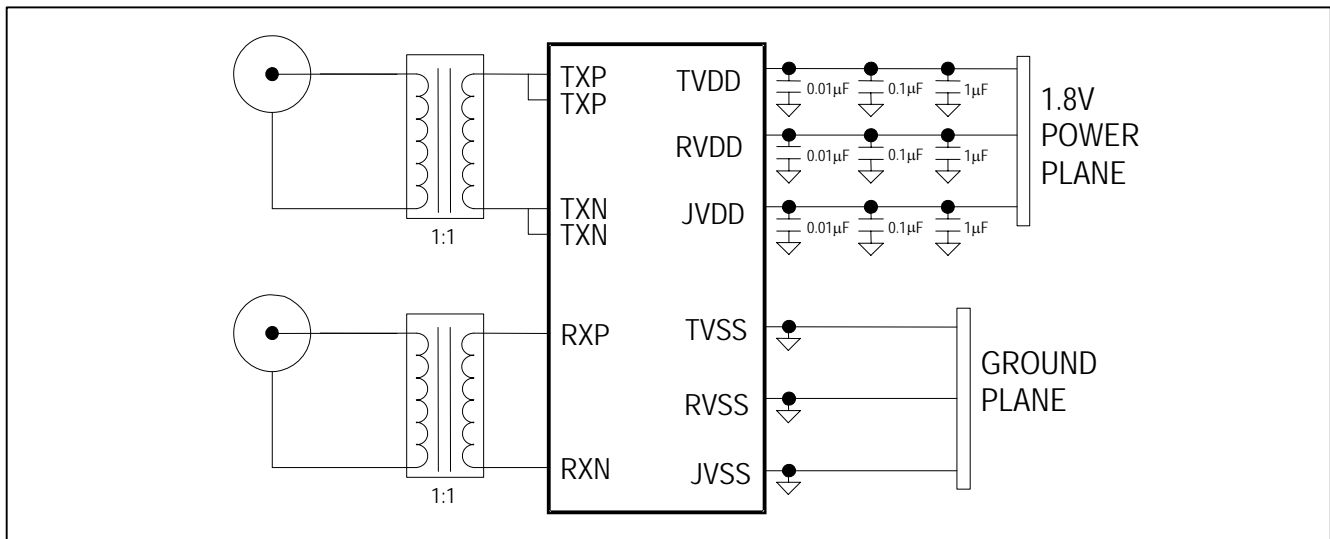 TXP
TXP
TXN
TXN
1:1
RXP
RXN
1:1
TVDD
0.01µF 0.1µF 1µF
RVDD
0.01µF 0.1µF 1µF
JVDD
0.01µF 0.1µF 1µF
1.8V
POWER
PLANE
TVSS
RVSS
JVSS
GROUND
PLANE